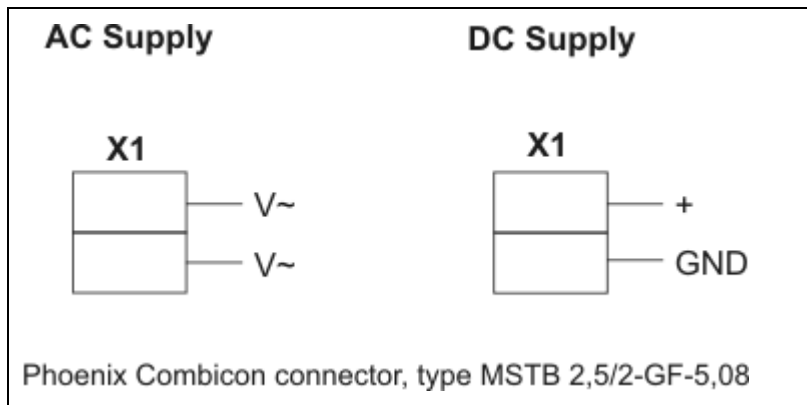 AC Supply
DC Supply
X1
X1
V~
V~
+
GND
Phoenix Combicon connector, type MSTB 2,5/2-GF-5,08